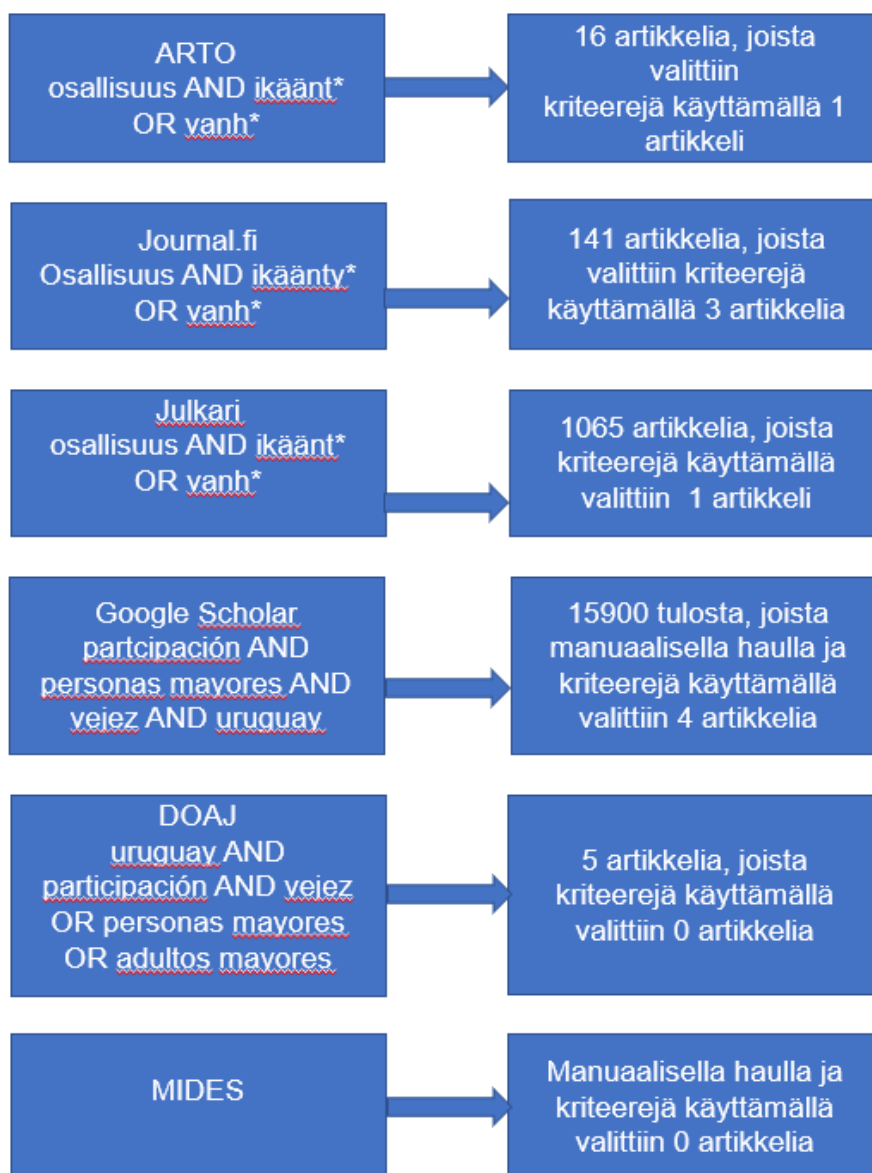 ARTO
osallisuus AND ikäänt*
OR vanh*
16 artikkelia, joista
valittiin
kriteerejä käyttämällä 1
artikkeli
Journal.fi
Osallisuus AND ikäänty*
OR vanh*
141 artikkelia, joista
valittiin kriteerejä
käyttämällä 3 artikkelia
Julkari
osallisuus AND ikäänt*
OR vanh*
1065 artikkelia, joista
kriteerejä käyttämällä
valittiin 1 artikkeli
Google Scholar
partcipación AND
personas mayores AND
vejez AND uruguay
15900 tulosta, joista
manuaalisella haulla ja
kriteerejä käyttämällä
valittiin 4 artikkelia
DOAJ
uruguay AND
participación AND vejez
OR personas mayores
OR adultos mayores
5 artikkelia, joista
kriteerejä käyttämällä
valittiin 0 artikkelia
MIDES
Manuaalisella haulla ja
kriteerejä käyttämällä
valittiin 0 artikkelia